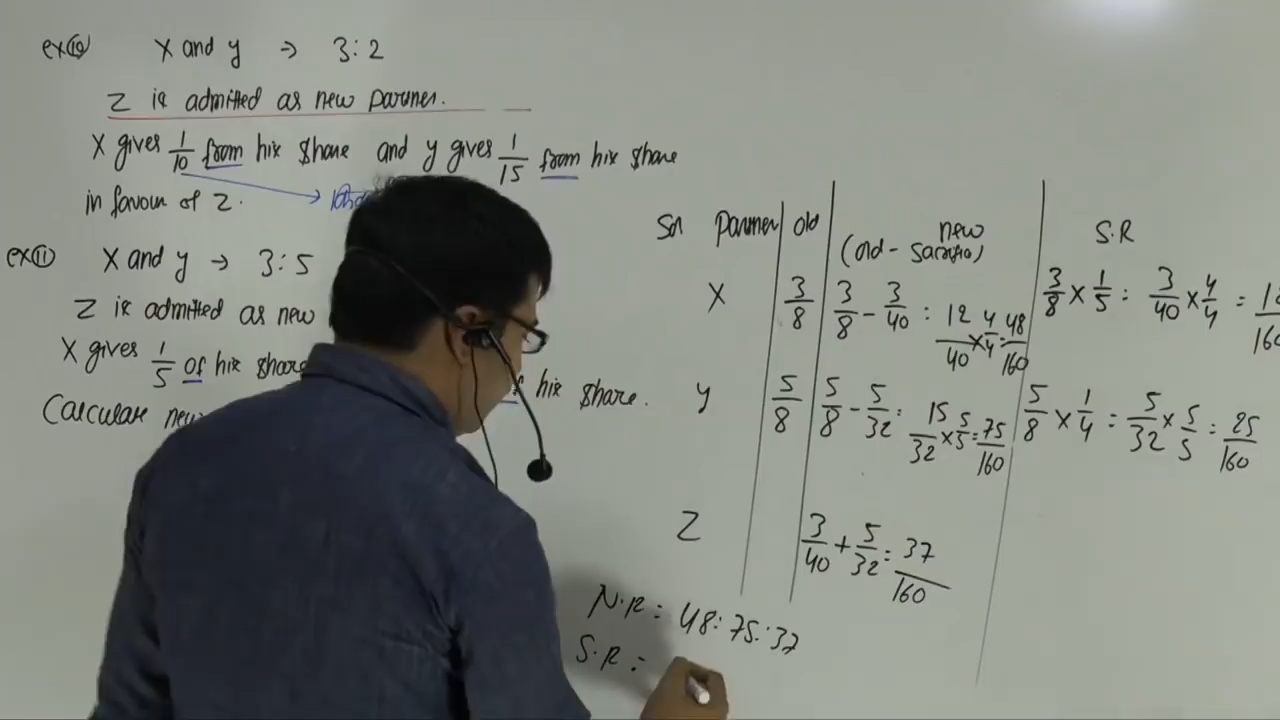 ex(10) X and y → 3:2
Z is admitted as new Partner.
X gives 1/10 from his share and y gives 1/15 from his share
in favour of Z.
ex(11) X and y → 3:5
Z is admitted as new
X gives 1/5 of his share his share.
Calculate
Partner Old new (old - sacrifice) S.R
X 3/8 3/8 - 3/40 : 12/40 × 4/4 = 48/160 3/8 × 1/5 : 3/40 × 4/4 =
y 5/8 5/8 - 5/32 : 15/32 × 5/5 = 75/160 5/8 × 1/4 = 5/32 × 5/5 = 25/160
Z 3/40 + 5/32 = 37/160
N.R = 48:75:37
S.R =